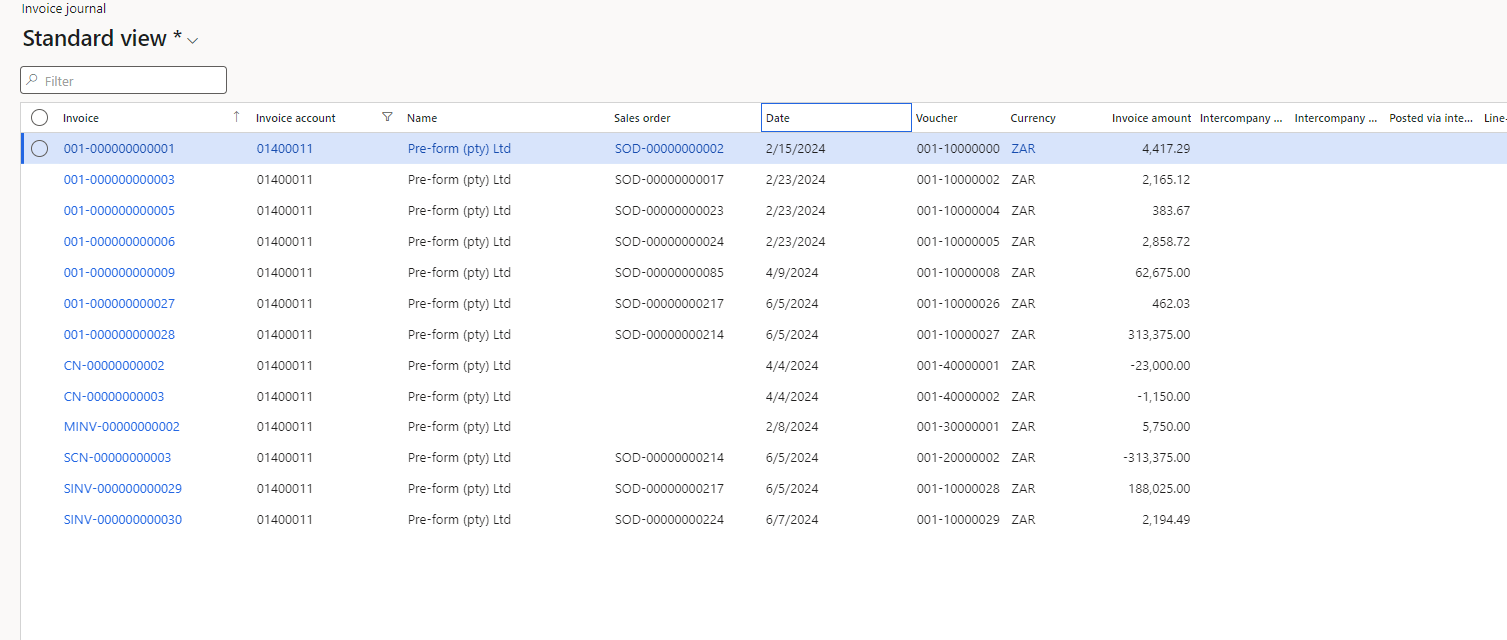 Invoice journal
Standard view *
Filter
Invoice Invoice account Name Sales order Date Voucher Currency Invoice amount Intercompany ... Intercompany ... Posted via inte... Line-
001-000000000001 01400011 Pre-form (pty) Ltd SOD-00000000002 2/15/2024 001-10000000 ZAR 4,417.29
001-000000000003 01400011 Pre-form (pty) Ltd SOD-00000000017 2/23/2024 001-10000002 ZAR 2,165.12
001-000000000005 01400011 Pre-form (pty) Ltd SOD-00000000023 2/23/2024 001-10000004 ZAR 383.67
001-000000000006 01400011 Pre-form (pty) Ltd SOD-00000000024 2/23/2024 001-10000005 ZAR 2,858.72
001-000000000009 01400011 Pre-form (pty) Ltd SOD-00000000085 4/9/2024 001-10000008 ZAR 62,675.00
001-000000000027 01400011 Pre-form (pty) Ltd SOD-00000000217 6/5/2024 001-10000026 ZAR 462.03
001-000000000028 01400011 Pre-form (pty) Ltd SOD-00000000214 6/5/2024 001-10000027 ZAR 313,375.00
CN-00000000002 01400011 Pre-form (pty) Ltd 4/4/2024 001-40000001 ZAR -23,000.00
CN-00000000003 01400011 Pre-form (pty) Ltd 4/4/2024 001-40000002 ZAR -1,150.00
MINV-00000000002 01400011 Pre-form (pty) Ltd 2/8/2024 001-30000001 ZAR 5,750.00
SCN-00000000003 01400011 Pre-form (pty) Ltd SOD-00000000214 6/5/2024 001-20000002 ZAR -313,375.00
SINV-000000000029 01400011 Pre-form (pty) Ltd SOD-00000000217 6/5/2024 001-10000028 ZAR 188,025.00
SINV-000000000030 01400011 Pre-form (pty) Ltd SOD-00000000224 6/7/2024 001-10000029 ZAR 2,194.49